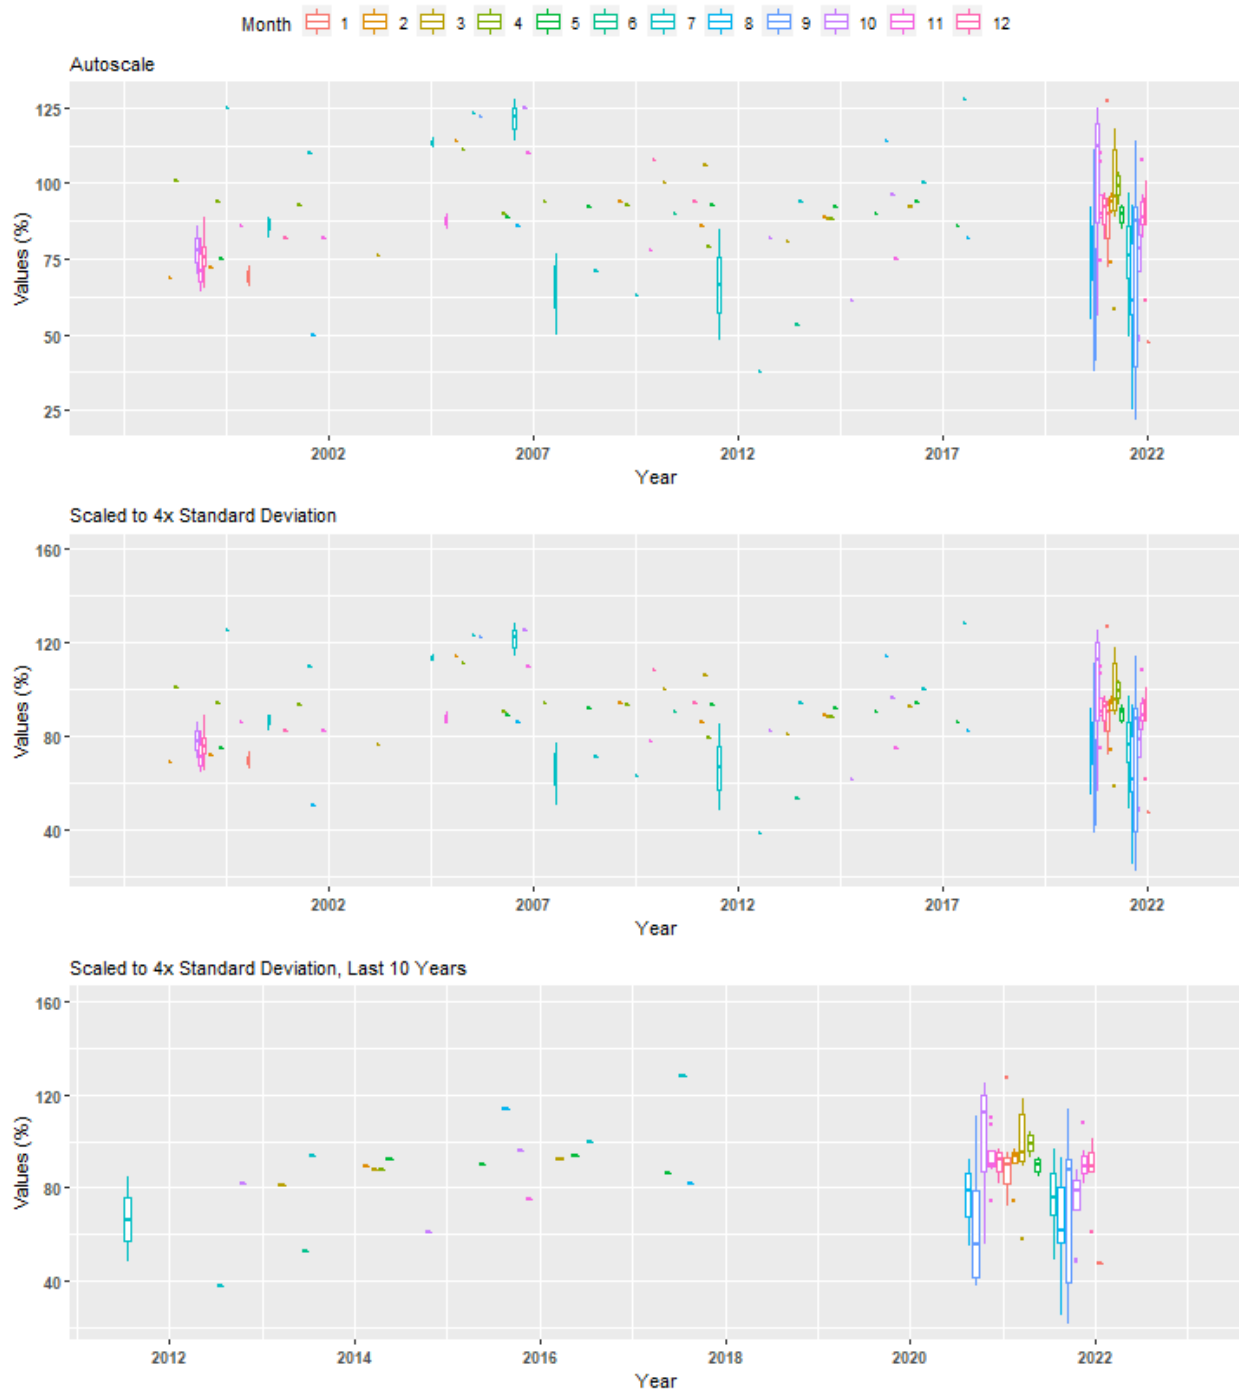 Month 1 2 3 4 5 6 7 8 9 10 11 12
Autoscale
Values (%)
125
100
75
50
25
2002 2007 2012 2017 2022
Year
Scaled to 4x Standard Deviation
Values (%)
160
120
80
40
2002 2007 2012 2017 2022
Year
Scaled to 4x Standard Deviation, Last 10 Years
Values (%)
160
120
80
40
2012 2014 2016 2018 2020 2022
Year